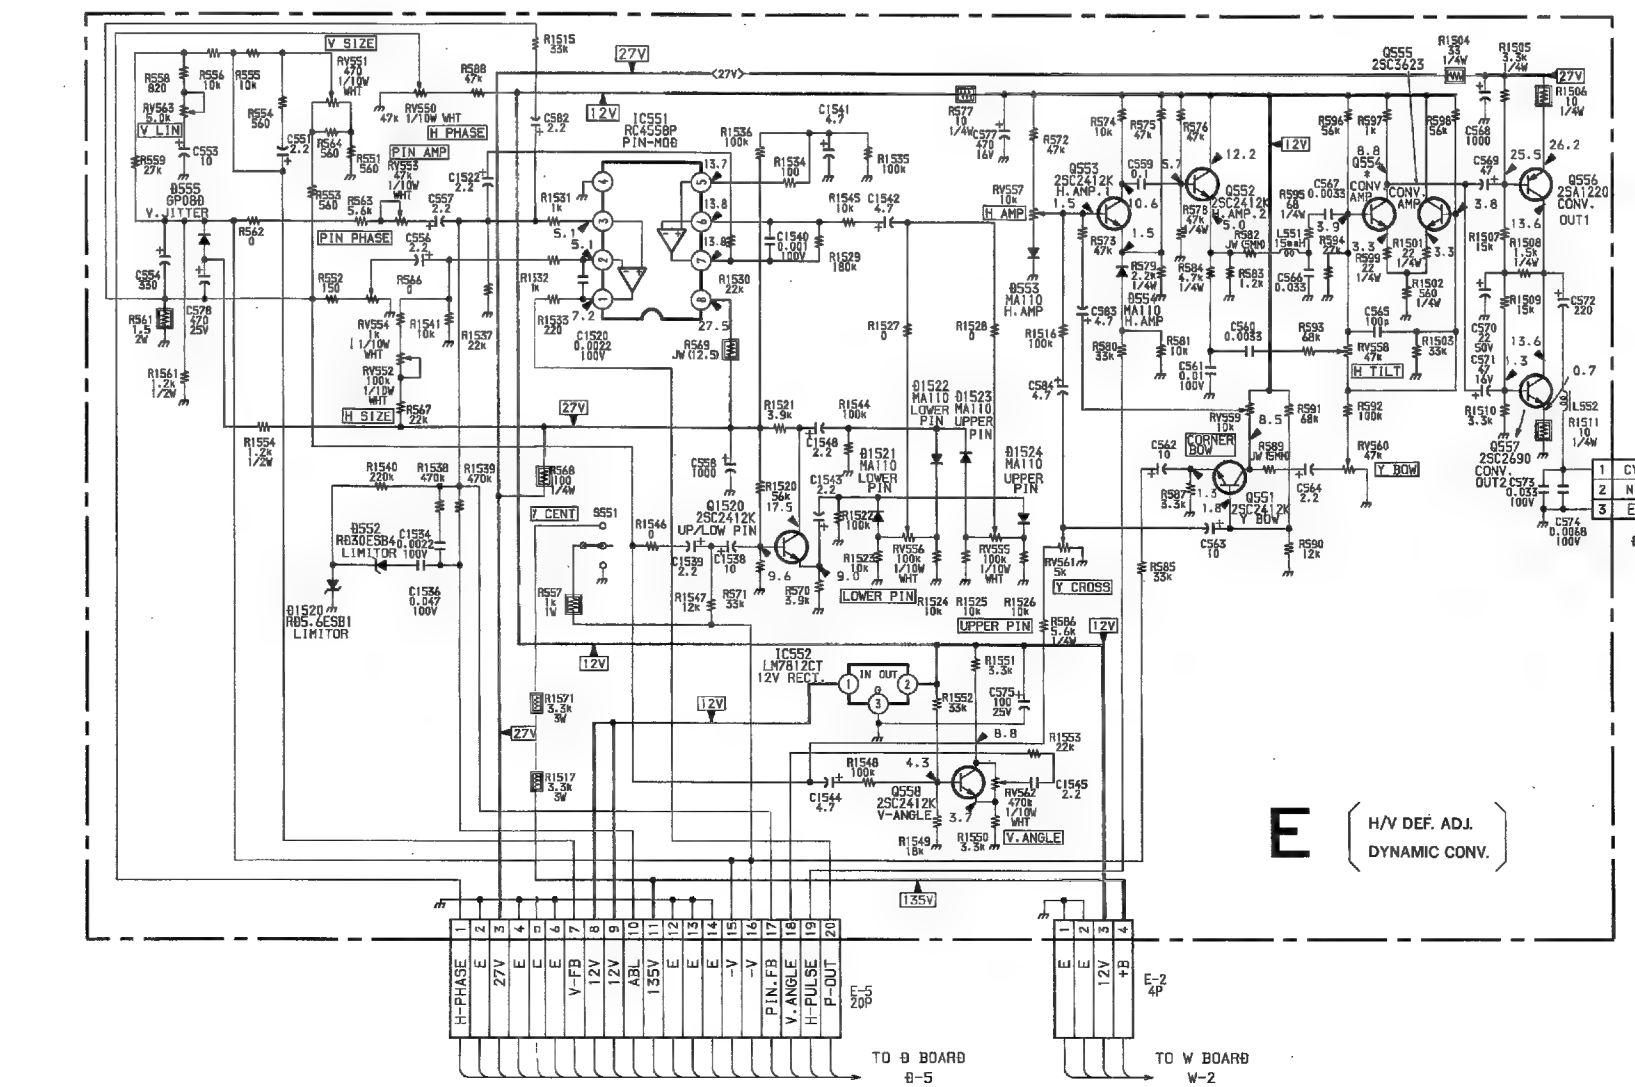 V SIZE
R558
820
R556
10k
R555
10k
RV551
470
1/10W
WHT
R554
560
RV563
5.0k
V LIN
C553
10
C551
2.2
R559
27k
R564
560
R551
560
R553
560
RV550
47k 1/10W WHT
H PHASE
R588
47k
R1515
33k
C582
2.2
27V
<27V>
12V
IC551
RC4558P
PIN-MOD
PIN AMP
RV553
47k
1/10W
WHT
C1522
2.2
C557
2.2
D555
GP08D
V.JITTER
R562
0
R563
5.6k
PIN PHASE
C556
2.2
R566
0
C554
330
C578
470
25V
R552
150
R561
1.5
2W
RV554
1k
1/10W
WHT
R1541
10k
R1537
22k
RV552
100k
1/10W
WHT
H SIZE
R567
22k
R1561
1.2k
1/2W
R1554
1.2k
1/2W
R1531
1k
5.1
5.1
R1532
1k
R1533
220
7.2
C1520
0.0022
100V
4
3
2
1
5
6
7
8
13.7
13.8
13.8
27.5
R1530
22k
R569
JW(12.5)
R1536
100k
R1534
100
C1541
4.7
R1535
100k
R1545
10k
C1542
4.7
C1540
0.001
100V
R1529
180k
R1527
0
R1528
0
R577
10
1/4W
C577
470
16V
R572
47k
RV557
10k
H AMP
D553
MA110
H.AMP
R1516
100k
C584
4.7
C583
4.7
Q553
2SC2412K
H.AMP.1
1.5
10.6
R574
10k
R575
47k
R576
47k
C559
0.1
5.7
12.2
Q552
2SC2412K
H.AMP.2
5.0
R573
47k
1.5
R579
2.2k
1/4W
D554
MA110
H.AMP
R580
33k
R581
10k
R578
47k
1/4W
R584
4.7k
1/4W
R582
JW(5MM)
R583
1.2k
L551
15mmH
C566
0.033
C561
0.01
100V
C560
0.0033
R593
68k
12V
R595
68
1/4W
C567
0.0033
3.9
R594
27k
R596
56k
R597
1k
R598
56k
8.8
Q554
*
CONV.
AMP
CONV.
AMP
Q555
2SC3623
3.3
3.3
R599
22
1/4W
R1501
22
1/4W
R1502
560
1/4W
C565
100p
RV558
47k
H TILT
R1503
33k
R1504
33
1/4W
R1505
3.3k
1/4W
27V
R1506
10
1/4W
C568
1000
C569
47
3.8
25.5
26.2
Q556
2SA1220
CONV.
OUT1
13.6
R1507
15k
R1508
1.5k
1/4W
R1509
15k
C572
220
C570
22
50V
C571
47
16V
13.6
1.3
0.7
R1510
3.3k
Q557
2SC2690
CONV.
OUT2
L552
R1511
10
1/4W
C573
0.033
100V
C574
0.0068
100V
1
2
3
RV559
10k
CORNER
BOW
8.5
R591
68k
R592
100k
R589
JW(5MM)
RV560
47k
Y BOW
C562
10
R587
3.3k
1.3
1.8
Q551
2SC2412K
Y BOW
C564
2.2
C563
10
R590
12k
R585
33k
RV561
5k
Y CROSS
R586
5.6k
1/4W
12V
27V
R1521
3.9k
R1544
100k
C1548
2.2
D1522
MA110
LOWER
PIN
D1523
MA110
UPPER
PIN
D1524
MA110
UPPER
PIN
D1521
MA110
LOWER
PIN
C558
1000
R1520
56k
17.5
C1543
2.2
R1522
100k
Q1520
2SC2412K
UP/LOW PIN
R1523
10k
RV556
100k
1/10W
WHT
RV555
100k
1/10W
WHT
9.6
9.0
LOWER PIN
R1524
10k
R1525
10k
R1526
10k
UPPER PIN
R570
3.9k
R571
33k
R1547
12k
C1538
10
C1539
2.2
R1546
0
R568
100
1/4W
S551
R557
1k
1W
R1540
220k
R1538
470k
R1539
470k
D552
RD30ESB4
LIMITOR
C1534
0.0022
100V
C1536
0.047
100V
D1520
RD5.6ESB1
LIMITOR
12V
IC552
LM7812CT
12V RECT.
1
IN OUT
2
G
3
R1551
3.3k
R1552
33k
C575
100
25V
R1571
3.3k
3W
12V
27V
R1517
3.3k
3W
8.8
R1553
22k
4.3
R1548
100k
C1544
4.7
Q558
2SC2412K
V-ANGLE
3.7
RV562
470k
1/10W
WHT
C1545
2.2
V.ANGLE
R1549
18k
R1550
3.3k
135V
E
H/V DEF. ADJ.
DYNAMIC CONV.
1 2 3 4 5 6 7 8 9 10 11 12 13 14 15 16 17 18 19 20
H-PHASE E 27V E E E V-FB 12V 12V ABL 135V E E E -V -V PIN.FB V.ANGLE H-PULSE P-OUT
E-5
20P
1 2 3 4
E E 12V +B
E-2
4P
TO D BOARD
D-5
TO W BOARD
W-2